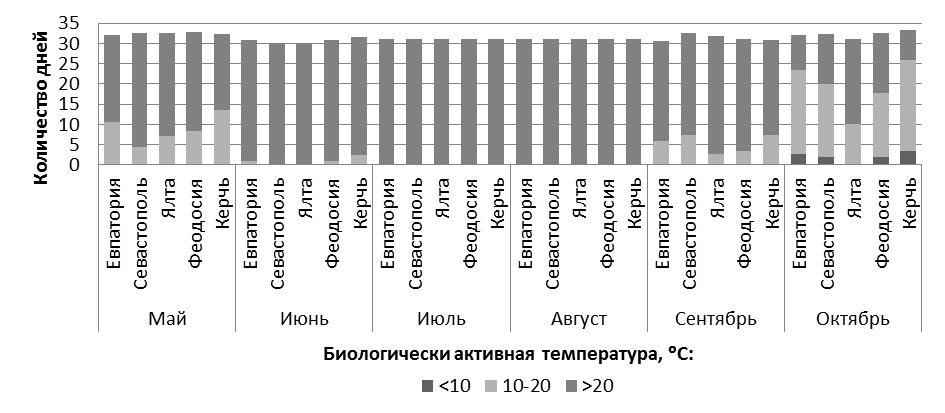 35
30
25
20
15
10
5
0
Количество дней
Евпатория
Севастополь
Ялта
Феодосия
Керчь
Евпатория
Севастополь
Ялта
Феодосия
Керчь
Евпатория
Севастополь
Ялта
Феодосия
Керчь
Евпатория
Севастополь
Ялта
Феодосия
Керчь
Евпатория
Севастополь
Ялта
Феодосия
Керчь
Евпатория
Севастополь
Ялта
Феодосия
Керчь
Май Июнь Июль Август Сентябрь Октябрь
Биологически активная температура, °С:
<10 10-20 >20